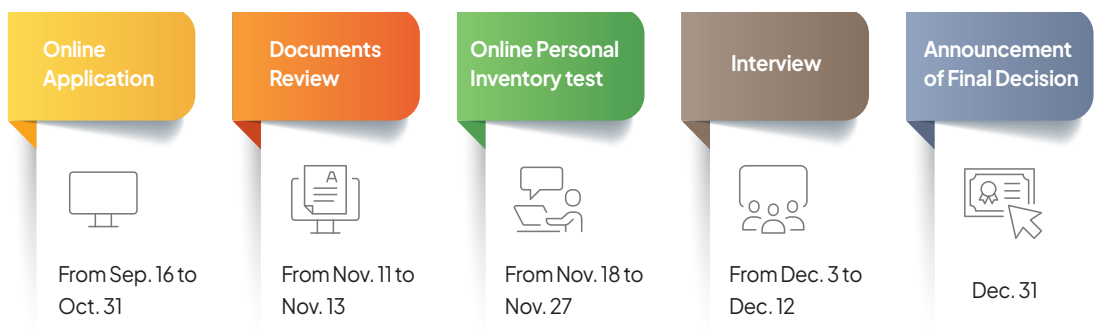 Online
Application
Documents
Review
Online Personal
Inventory test
Interview
Announcement
of Final Decision
A
From Sep. 16 to
Oct. 31
From Nov. 11 to
Nov. 13
From Nov. 18 to
Nov. 27
From Dec. 3 to
Dec. 12
Dec. 31